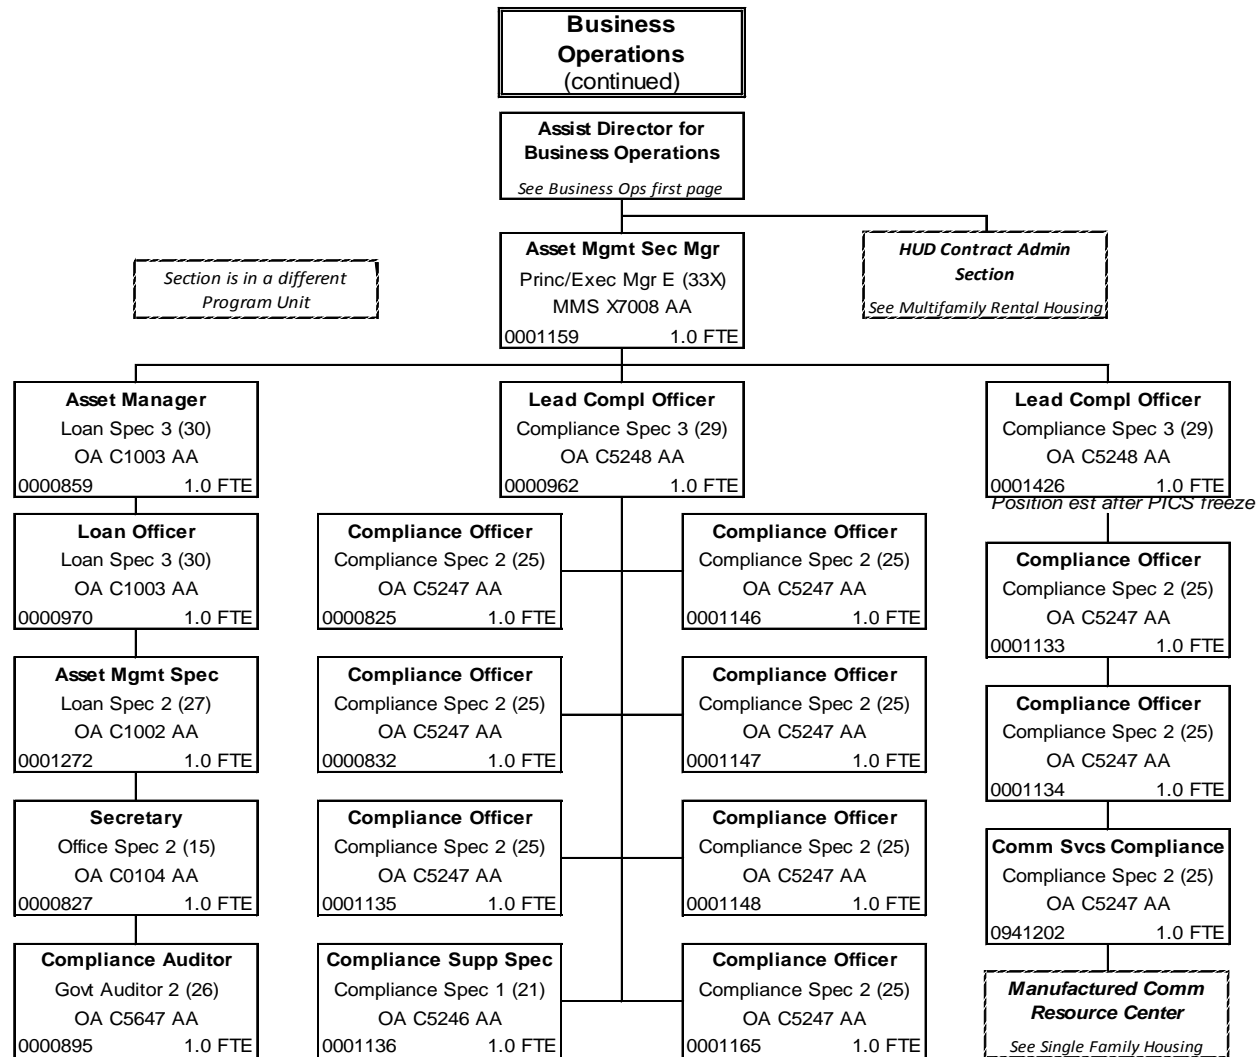 Business
Operations
(continued)
Assist Director for
Business Operations
See Business Ops first page
Section is in a different
Program Unit
Asset Mgmt Sec Mgr
Princ/Exec Mgr E (33X)
MMS X7008 AA
0001159 1.0 FTE
HUD Contract Admin
Section
See Multifamily Rental Housing
Asset Manager
Loan Spec 3 (30)
OA C1003 AA
0000859 1.0 FTE
Loan Officer
Loan Spec 3 (30)
OA C1003 AA
0000970 1.0 FTE
Asset Mgmt Spec
Loan Spec 2 (27)
OA C1002 AA
0001272 1.0 FTE
Secretary
Office Spec 2 (15)
OA C0104 AA
0000827 1.0 FTE
Compliance Auditor
Govt Auditor 2 (26)
OA C5647 AA
0000895 1.0 FTE
Lead Compl Officer
Compliance Spec 3 (29)
OA C5248 AA
0000962 1.0 FTE
Compliance Officer
Compliance Spec 2 (25)
OA C5247 AA
0000825 1.0 FTE
Compliance Officer
Compliance Spec 2 (25)
OA C5247 AA
0000832 1.0 FTE
Compliance Officer
Compliance Spec 2 (25)
OA C5247 AA
0001135 1.0 FTE
Compliance Supp Spec
Compliance Spec 1 (21)
OA C5246 AA
0001136 1.0 FTE
Compliance Officer
Compliance Spec 2 (25)
OA C5247 AA
0001146 1.0 FTE
Compliance Officer
Compliance Spec 2 (25)
OA C5247 AA
0001147 1.0 FTE
Compliance Officer
Compliance Spec 2 (25)
OA C5247 AA
0001148 1.0 FTE
Compliance Officer
Compliance Spec 2 (25)
OA C5247 AA
0001165 1.0 FTE
Lead Compl Officer
Compliance Spec 3 (29)
OA C5248 AA
0001426 1.0 FTE
Position est after PICS freeze
Compliance Officer
Compliance Spec 2 (25)
OA C5247 AA
0001133 1.0 FTE
Compliance Officer
Compliance Spec 2 (25)
OA C5247 AA
0001134 1.0 FTE
Comm Svcs Compliance
Compliance Spec 2 (25)
OA C5247 AA
0941202 1.0 FTE
Manufactured Comm
Resource Center
See Single Family Housing